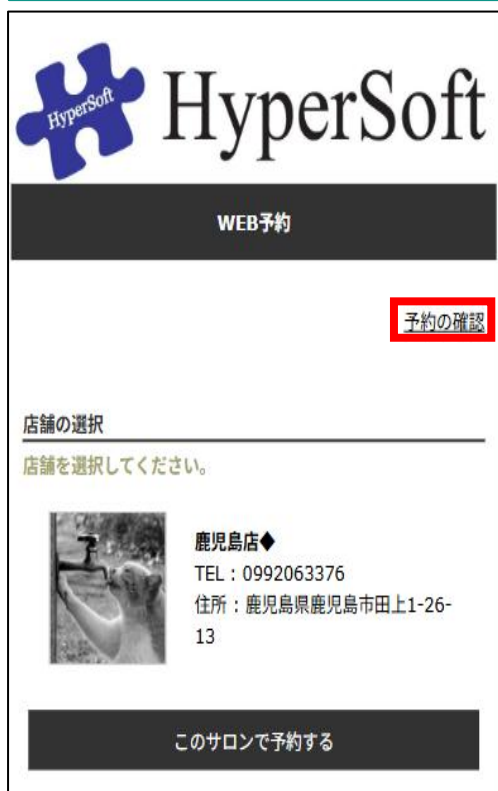 HyperSoft
HyperSoft
WEB予約
予約の確認
店舗の選択
店舗を選択してください。
鹿児島店◆
TEL：0992063376
住所：鹿児島県鹿児島市田上1-26-
13
このサロンで予約する